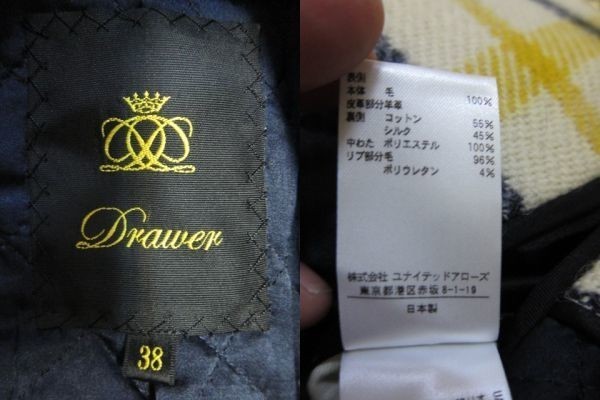 Drawer
38
表側
本体 毛 100%
皮革部分羊革
裏側 コットン 55%
シルク 45%
中わた ポリエステル 100%
リブ部分毛 96%
ポリウレタン 4%
株式会社 ユナイテッドアローズ
東京都港区赤坂8-1-19
日本製